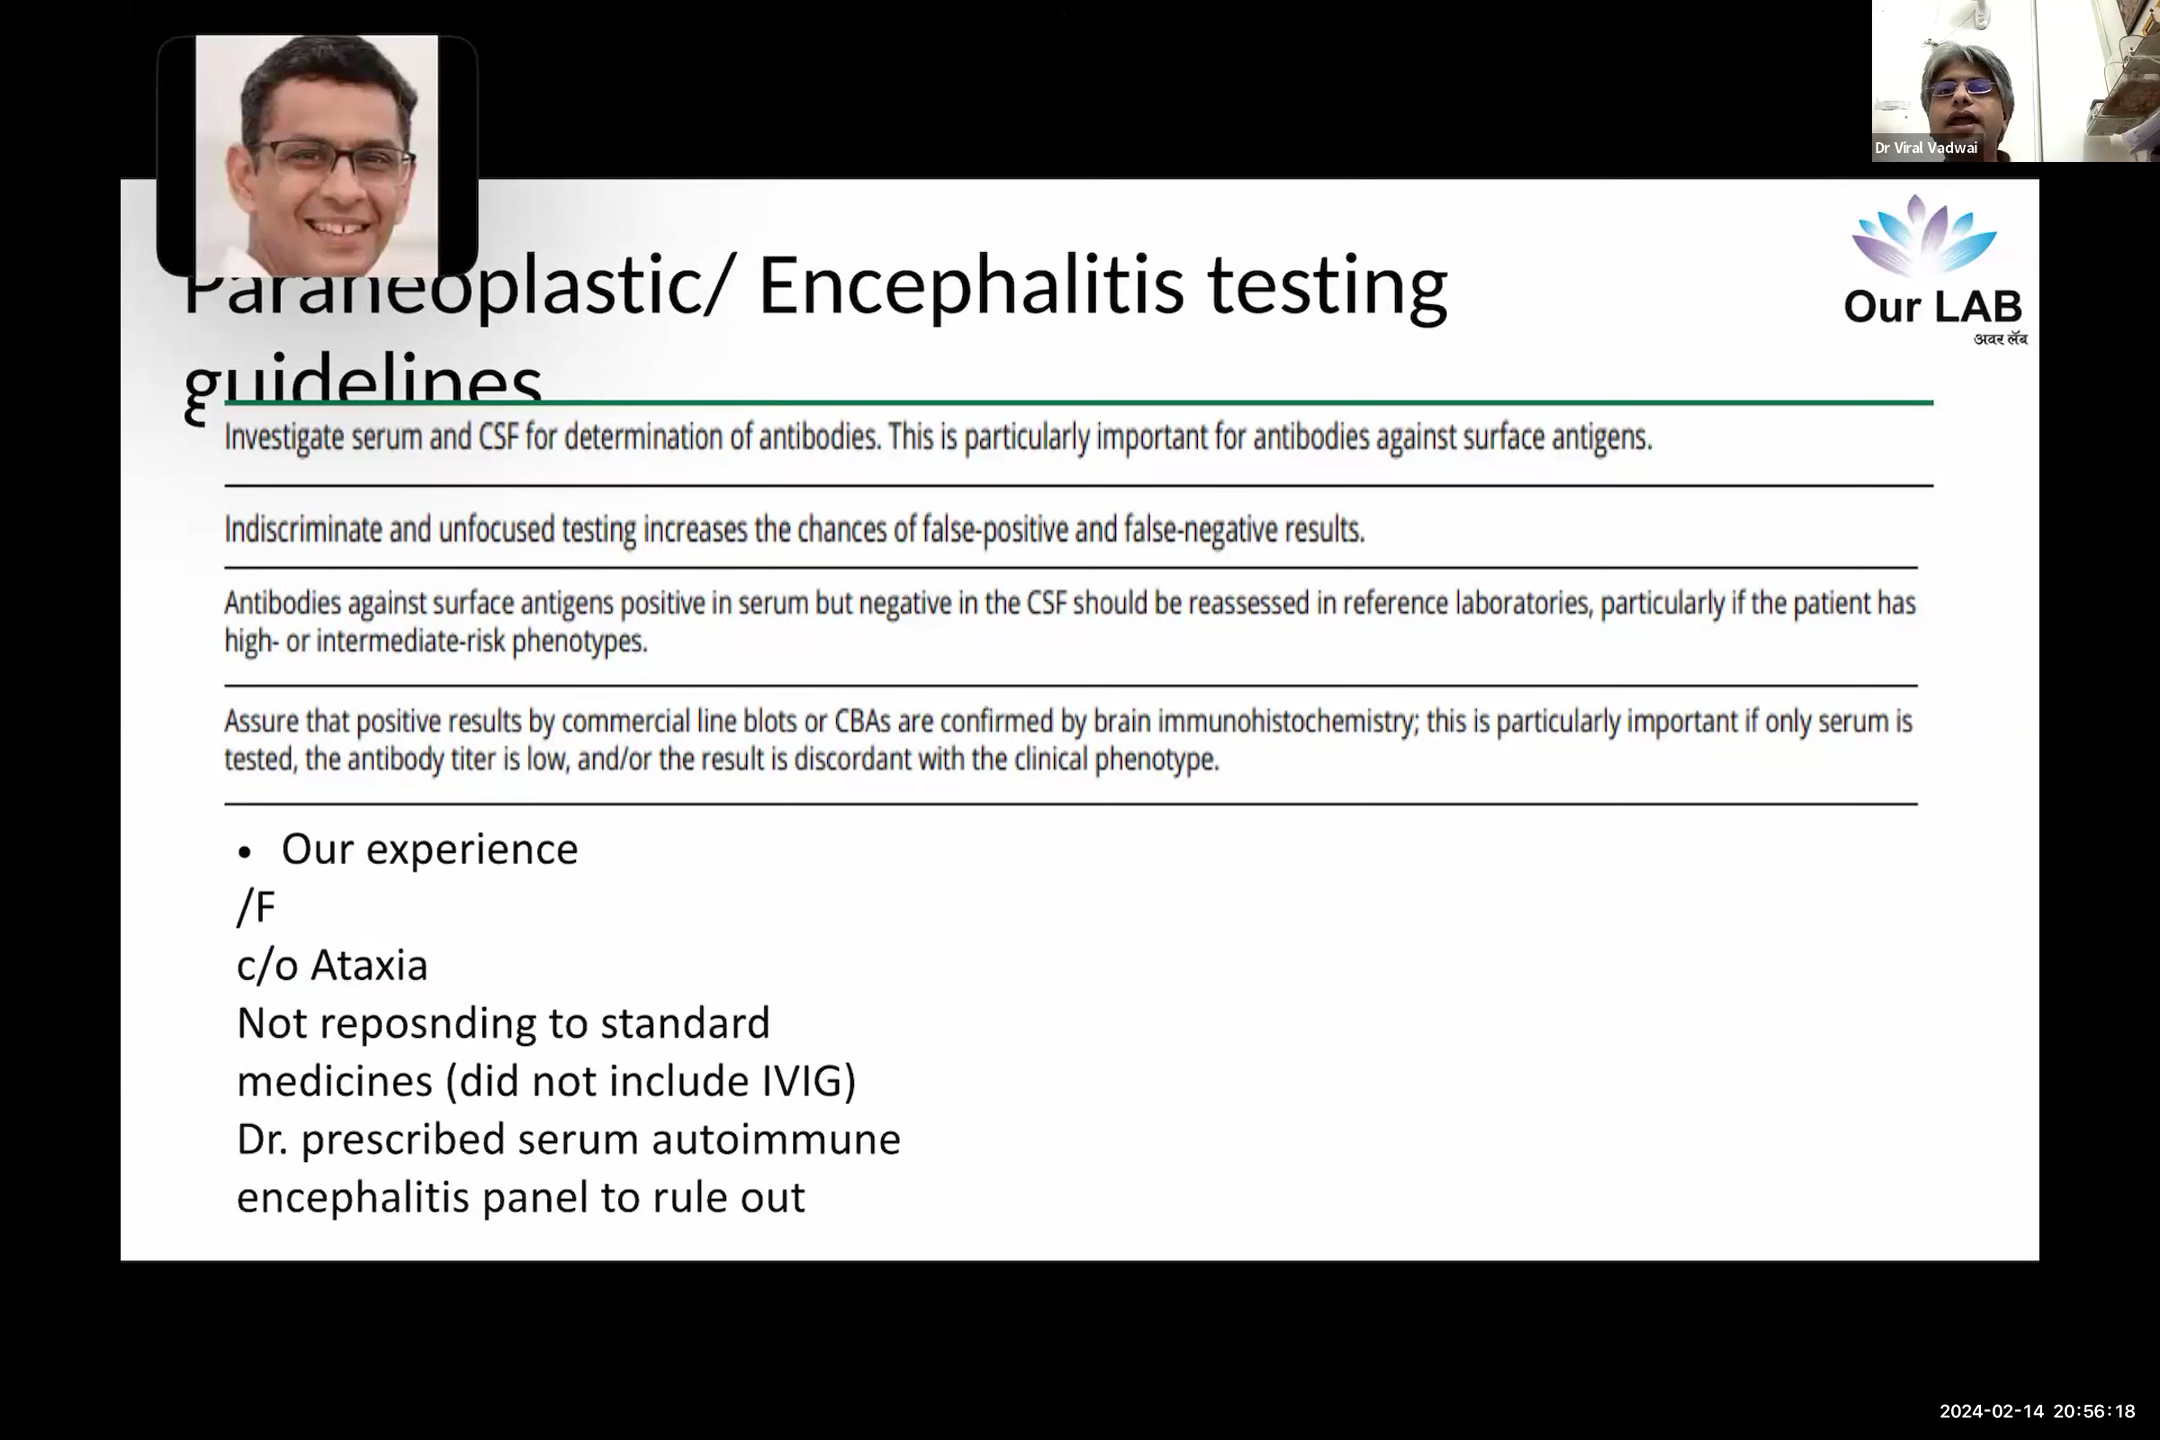 Dr Viral Vadwai
Our LAB
अवर लॅब
Paraneoplastic/ Encephalitis testing
guidelines
Investigate serum and CSF for determination of antibodies. This is particularly important for antibodies against surface antigens.
Indiscriminate and unfocused testing increases the chances of false-positive and false-negative results.
Antibodies against surface antigens positive in serum but negative in the CSF should be reassessed in reference laboratories, particularly if the patient has
high- or intermediate-risk phenotypes.
Assure that positive results by commercial line blots or CBAs are confirmed by brain immunohistochemistry; this is particularly important if only serum is
tested, the antibody titer is low, and/or the result is discordant with the clinical phenotype.
• Our experience
/F
c/o Ataxia
Not reposnding to standard
medicines (did not include IVIG)
Dr. prescribed serum autoimmune
encephalitis panel to rule out
2024-02-14 20:56:18